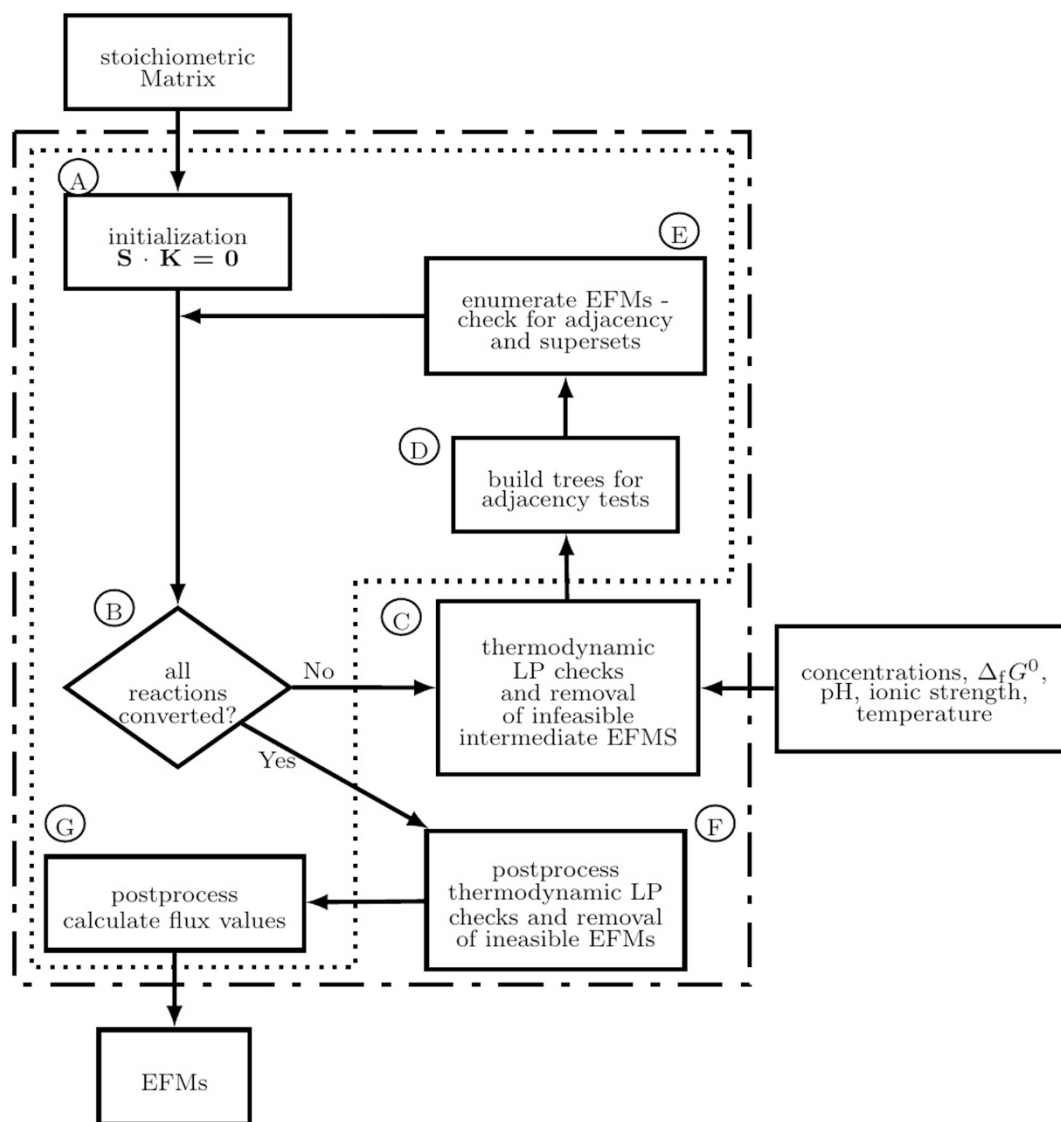 stoichiometric
Matrix
A
initialization
S · K = 0
E
enumerate EFMs -
check for adjacency
and supersets
D
build trees for
adjacency tests
B
all
reactions
converted?
No
Yes
C
thermodynamic
LP checks
and removal
of infeasible
intermediate EFMS
concentrations, ΔfG⁰,
pH, ionic strength,
temperature
F
postprocess
thermodynamic LP
checks and removal
of ineasible EFMs
G
postprocess
calculate flux values
EFMs